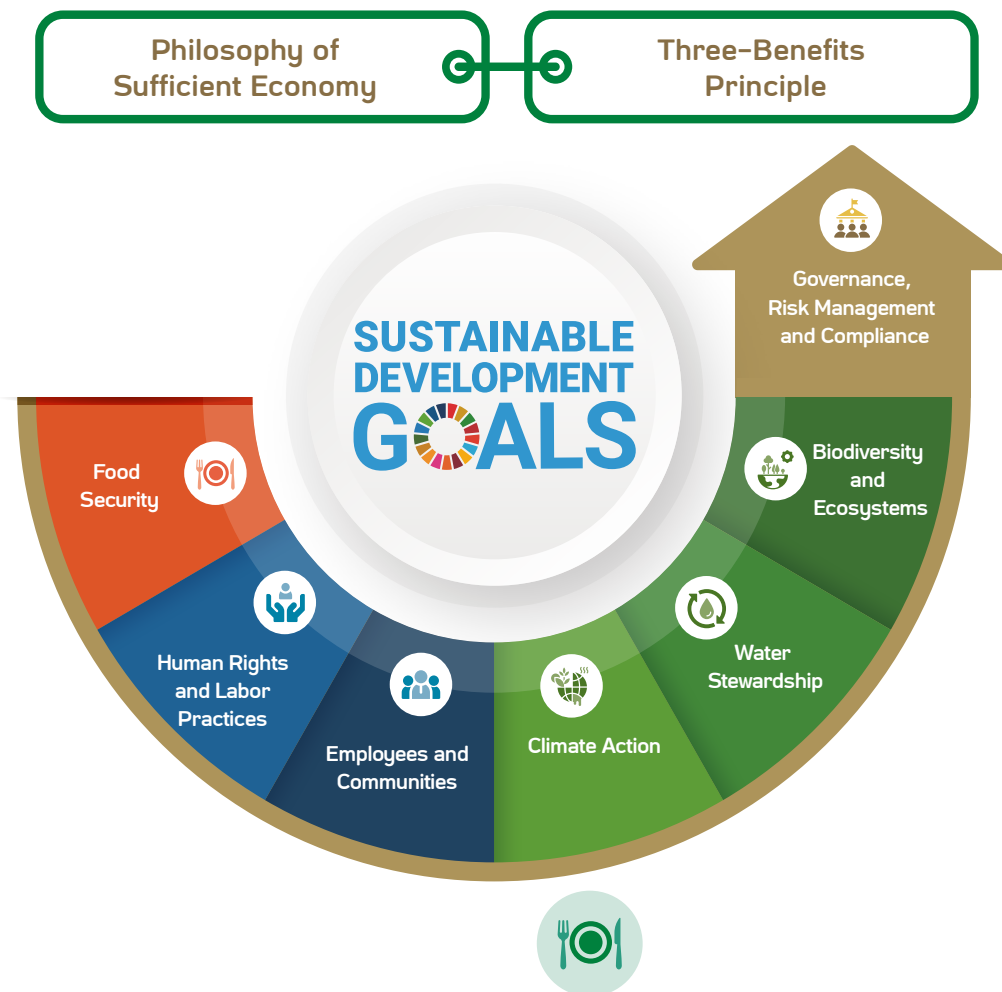 Philosophy of
Sufficient Economy
Three-Benefits
Principle
Governance,
Risk Management
and Compliance
SUSTAINABLE
DEVELOPMENT
GOALS
Food
Security
Human Rights
and Labor
Practices
Employees and
Communities
Climate Action
Water
Stewardship
Biodiversity
and
Ecosystems